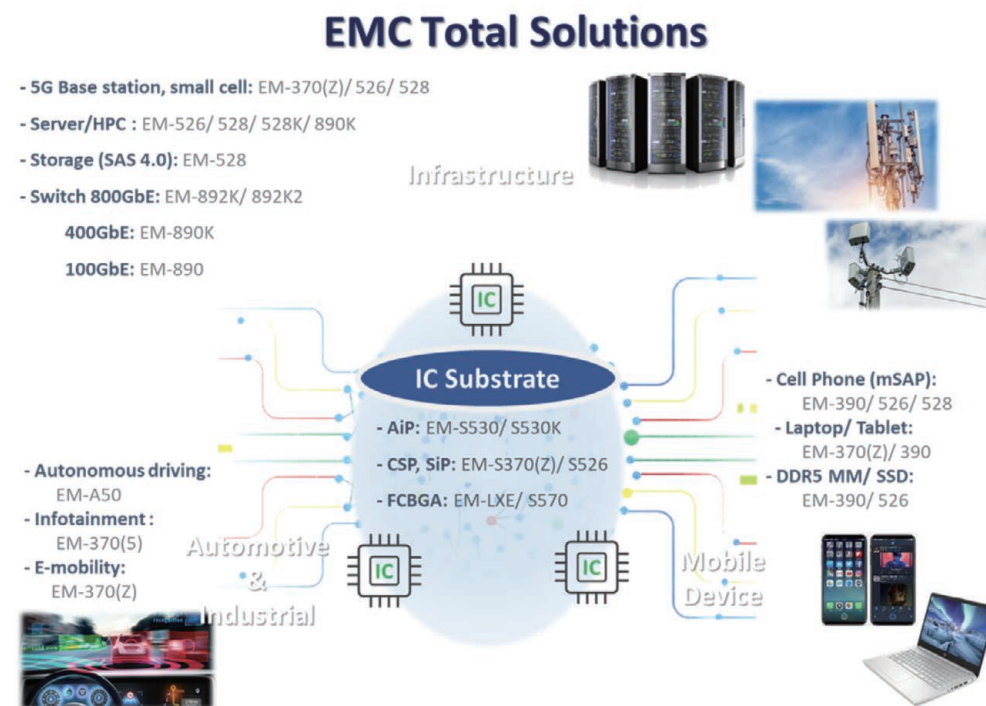 EMC Total Solutions
- 5G Base station, small cell: EM-370(Z)/ 526/ 528
- Server/HPC : EM-526/ 528/ 528K/ 890K
- Storage (SAS 4.0): EM-528
- Switch 800GbE: EM-892K/ 892K2
400GbE: EM-890K
100GbE: EM-890
Infrastructure
IC
IC Substrate
- AiP: EM-S530/ S530K
- CSP, SiP: EM-S370(Z)/ S526
- FCBGA: EM-LXE/ S570
IC
IC
- Cell Phone (mSAP):
EM-390/ 526/ 528
- Laptop/ Tablet:
EM-370(Z)/ 390
- DDR5 MM/ SSD:
EM-390/ 526
Mobile
Device
- Autonomous driving:
EM-A50
- Infotainment :
EM-370(5)
- E-mobility:
EM-370(Z)
Automotive
&
Industrial